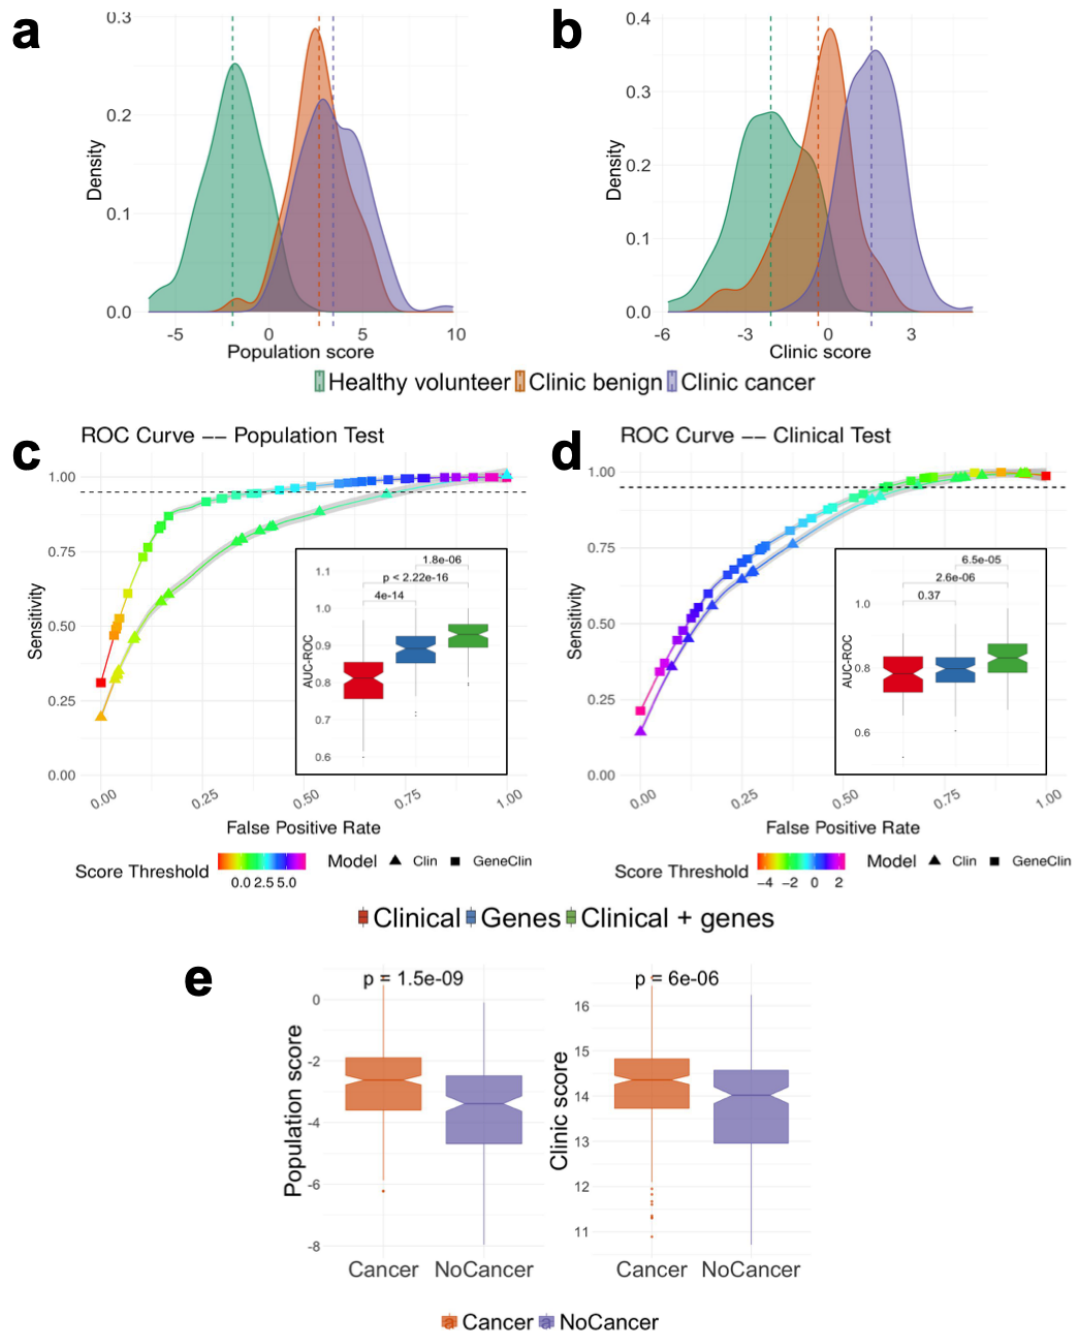 a
b
0.3
0.2
0.1
0.0
Density
-5 0 5 10
Population score
0.4
0.3
0.2
0.1
0.0
Density
-6 -3 0 3
Clinic score
Healthy volunteer Clinic benign Clinic cancer
c
ROC Curve -- Population Test
1.00
0.75
0.50
0.25
0.00
Sensitivity
1.8e-06
p < 2.22e-16
4e-14
1.1
1.0
0.9
0.8
0.7
0.6
AUC-ROC
0.00 0.25 0.50 0.75 1.00
False Positive Rate
Score Threshold 0.0 2.5 5.0 Model Clin GeneClin
d
ROC Curve -- Clinical Test
1.00
0.75
0.50
0.25
0.00
Sensitivity
6.5e-05
2.6e-06
0.37
1.0
0.8
0.6
AUC-ROC
0.00 0.25 0.50 0.75 1.00
False Positive Rate
Score Threshold -4 -2 0 2 Model Clin GeneClin
Clinical Genes Clinical + genes
e
p = 1.5e-09
0
-2
-4
-6
-8
Population score
Cancer NoCancer
p = 6e-06
16
15
14
13
12
11
Clinic score
Cancer NoCancer
Cancer NoCancer